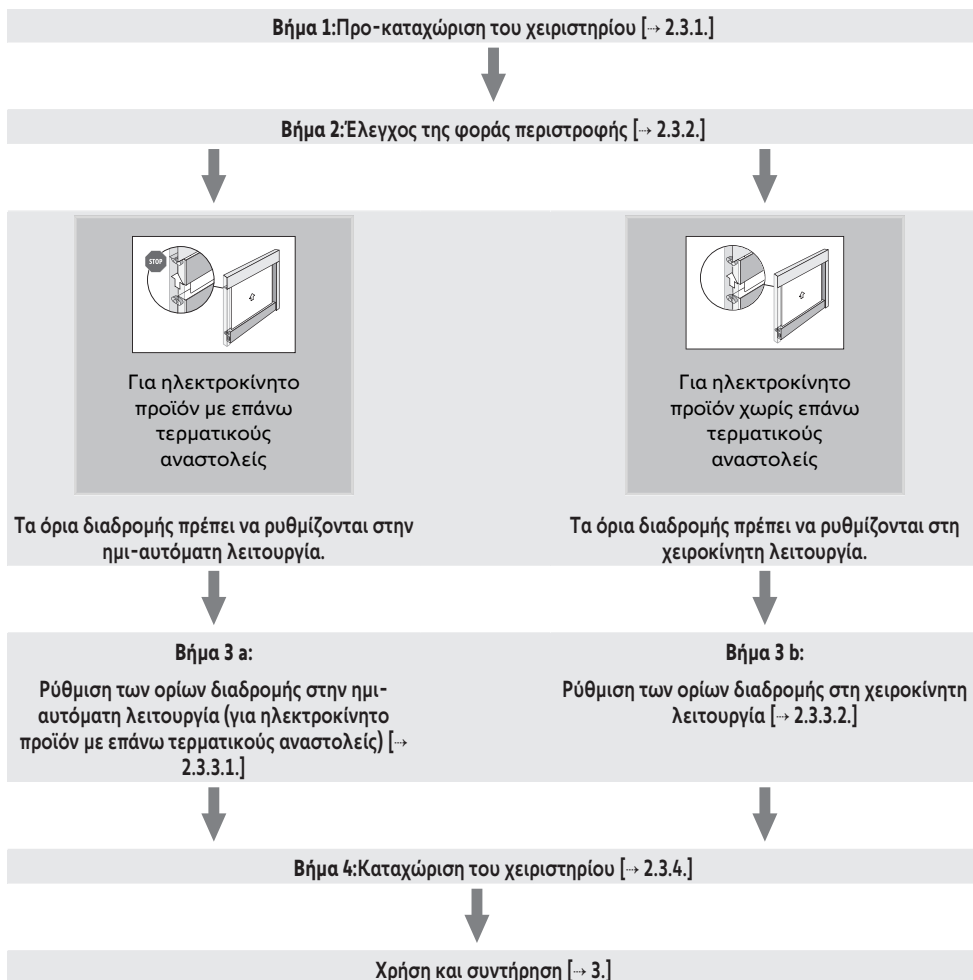 Βήμα 1:Προ-καταχώριση του χειριστηρίου [⇢ 2.3.1.]
Βήμα 2:Έλεγχος της φοράς περιστροφής [⇢ 2.3.2.]
STOP
Για ηλεκτροκίνητο
προϊόν με επάνω
τερματικούς
αναστολείς
Τα όρια διαδρομής πρέπει να ρυθμίζονται στην
ημι-αυτόματη λειτουργία.
Για ηλεκτροκίνητο
προϊόν χωρίς επάνω
τερματικούς
αναστολείς
Τα όρια διαδρομής πρέπει να ρυθμίζονται στη
χειροκίνητη λειτουργία.
Βήμα 3 a:
Ρύθμιση των ορίων διαδρομής στην ημι-
αυτόματη λειτουργία (για ηλεκτροκίνητο
προϊόν με επάνω τερματικούς αναστολείς) [⇢
2.3.3.1.]
Βήμα 3 b:
Ρύθμιση των ορίων διαδρομής στη χειροκίνητη
λειτουργία [⇢ 2.3.3.2.]
Βήμα 4:Καταχώριση του χειριστηρίου [⇢ 2.3.4.]
Χρήση και συντήρηση [⇢ 3.]